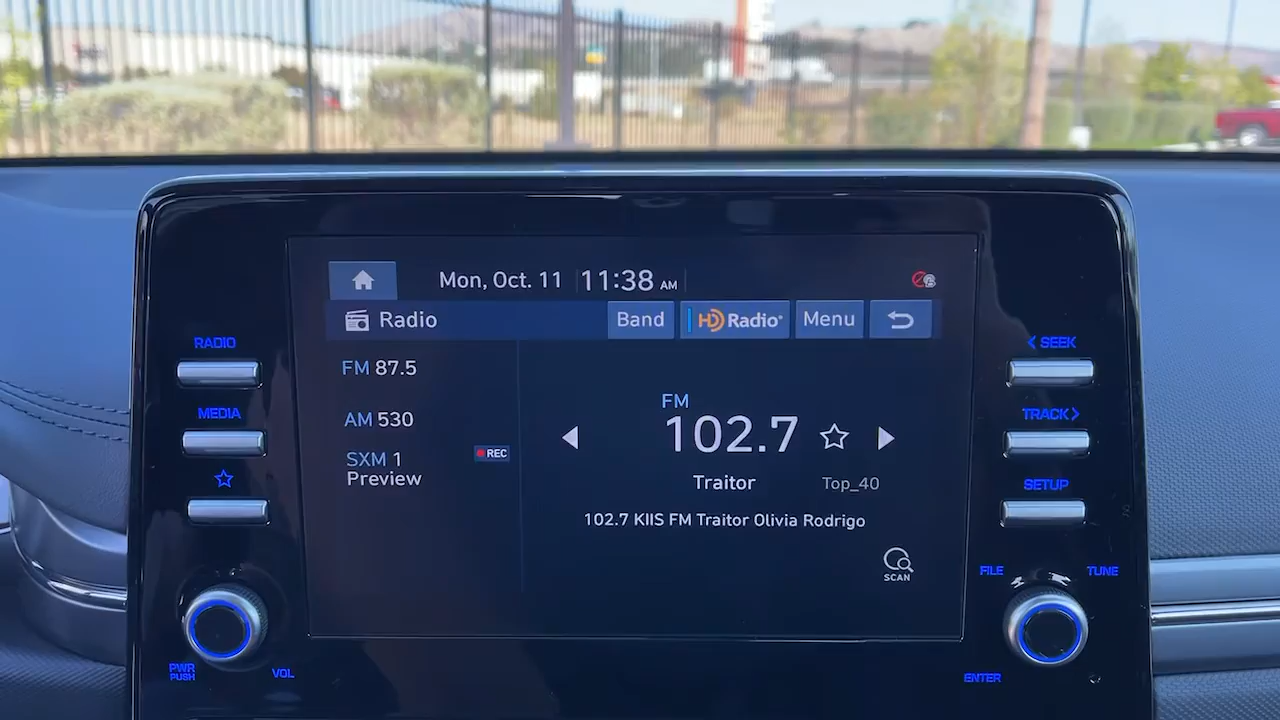 Mon, Oct. 11 11:38 AM
Radio Band HD Radio Menu
RADIO
MEDIA
PWR PUSH
VOL
FM 87.5
AM 530
SXM 1 REC
Preview
FM
102.7
Traitor Top_40
102.7 KIIS FM Traitor Olivia Rodrigo
SCAN
< SEEK
TRACK >
SETUP
FILE TUNE
ENTER